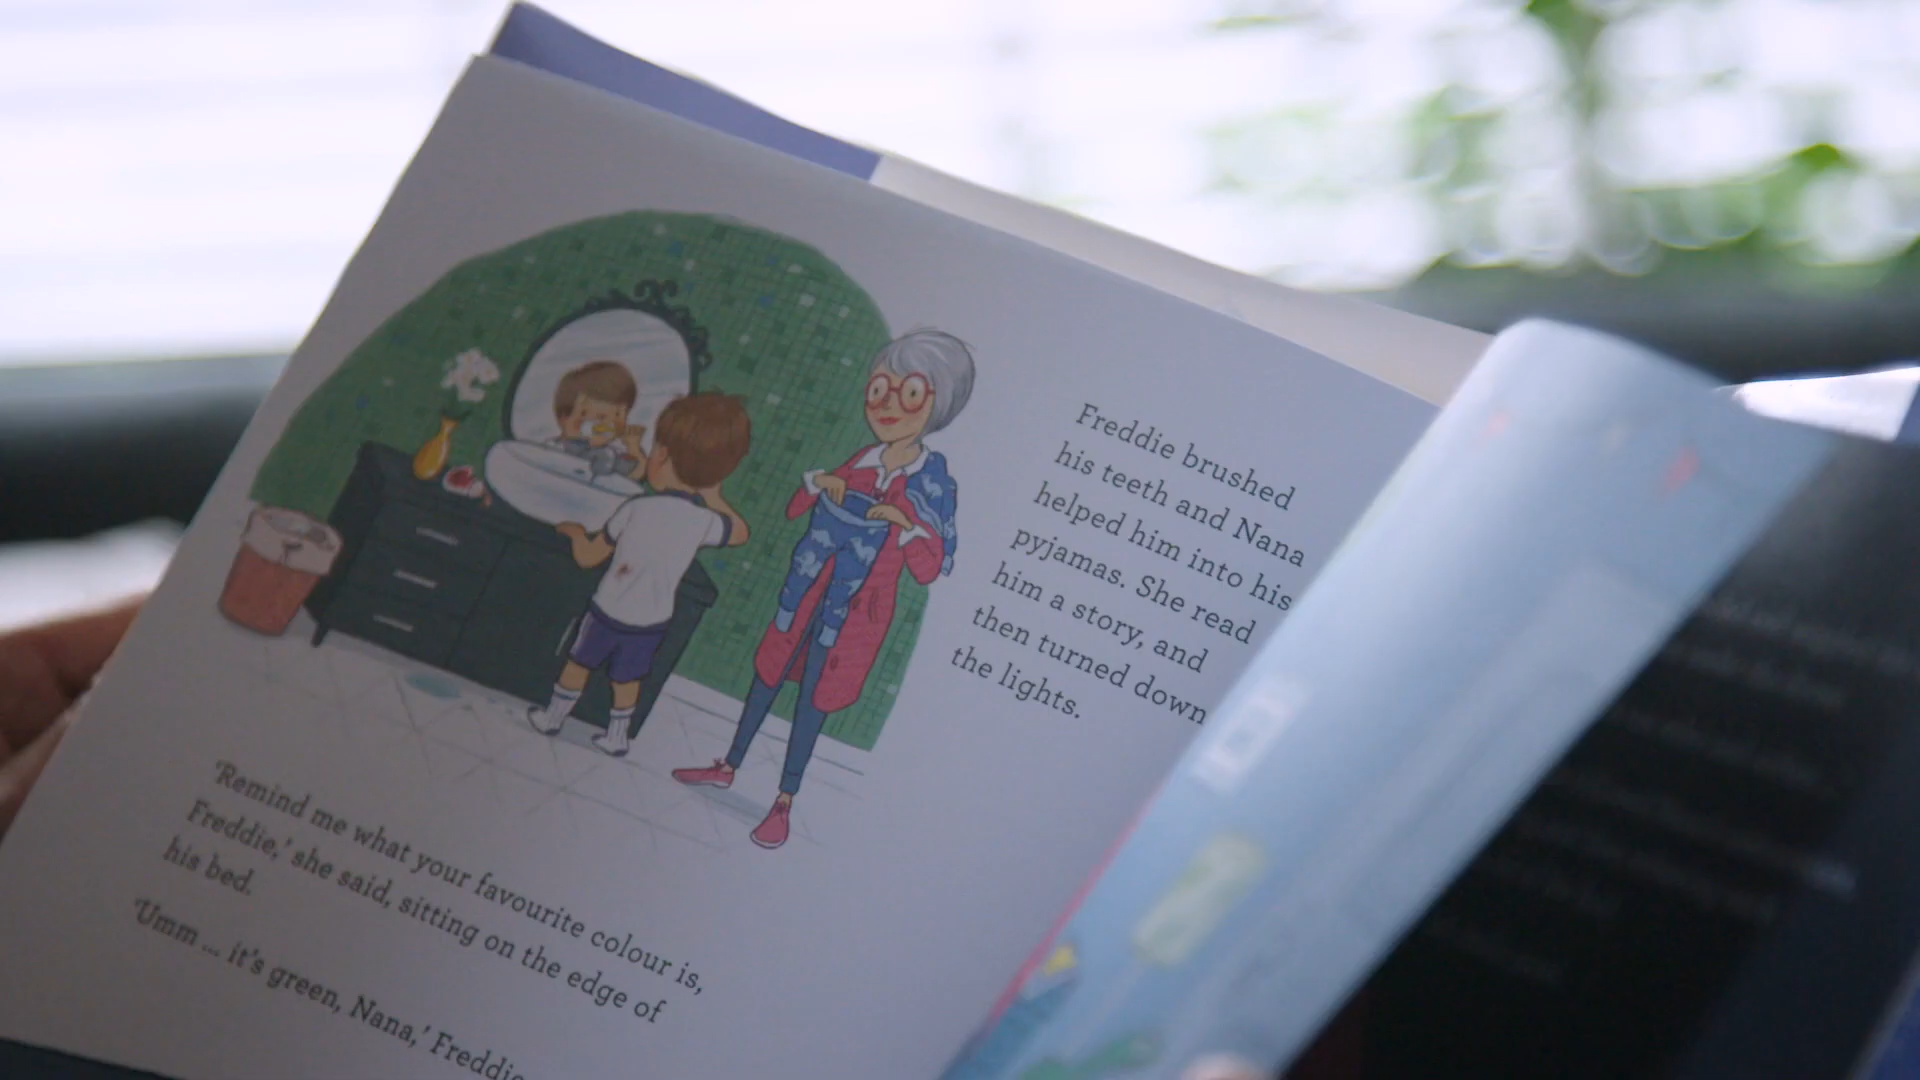 Freddie brushed
his teeth and Nana
helped him into his
pyjamas. She read
him a story, and
then turned down
the lights.
'Remind me what your favourite colour is,
Freddie,' she said, sitting on the edge of
his bed.
'Umm ... it's green, Nana,' Freddie